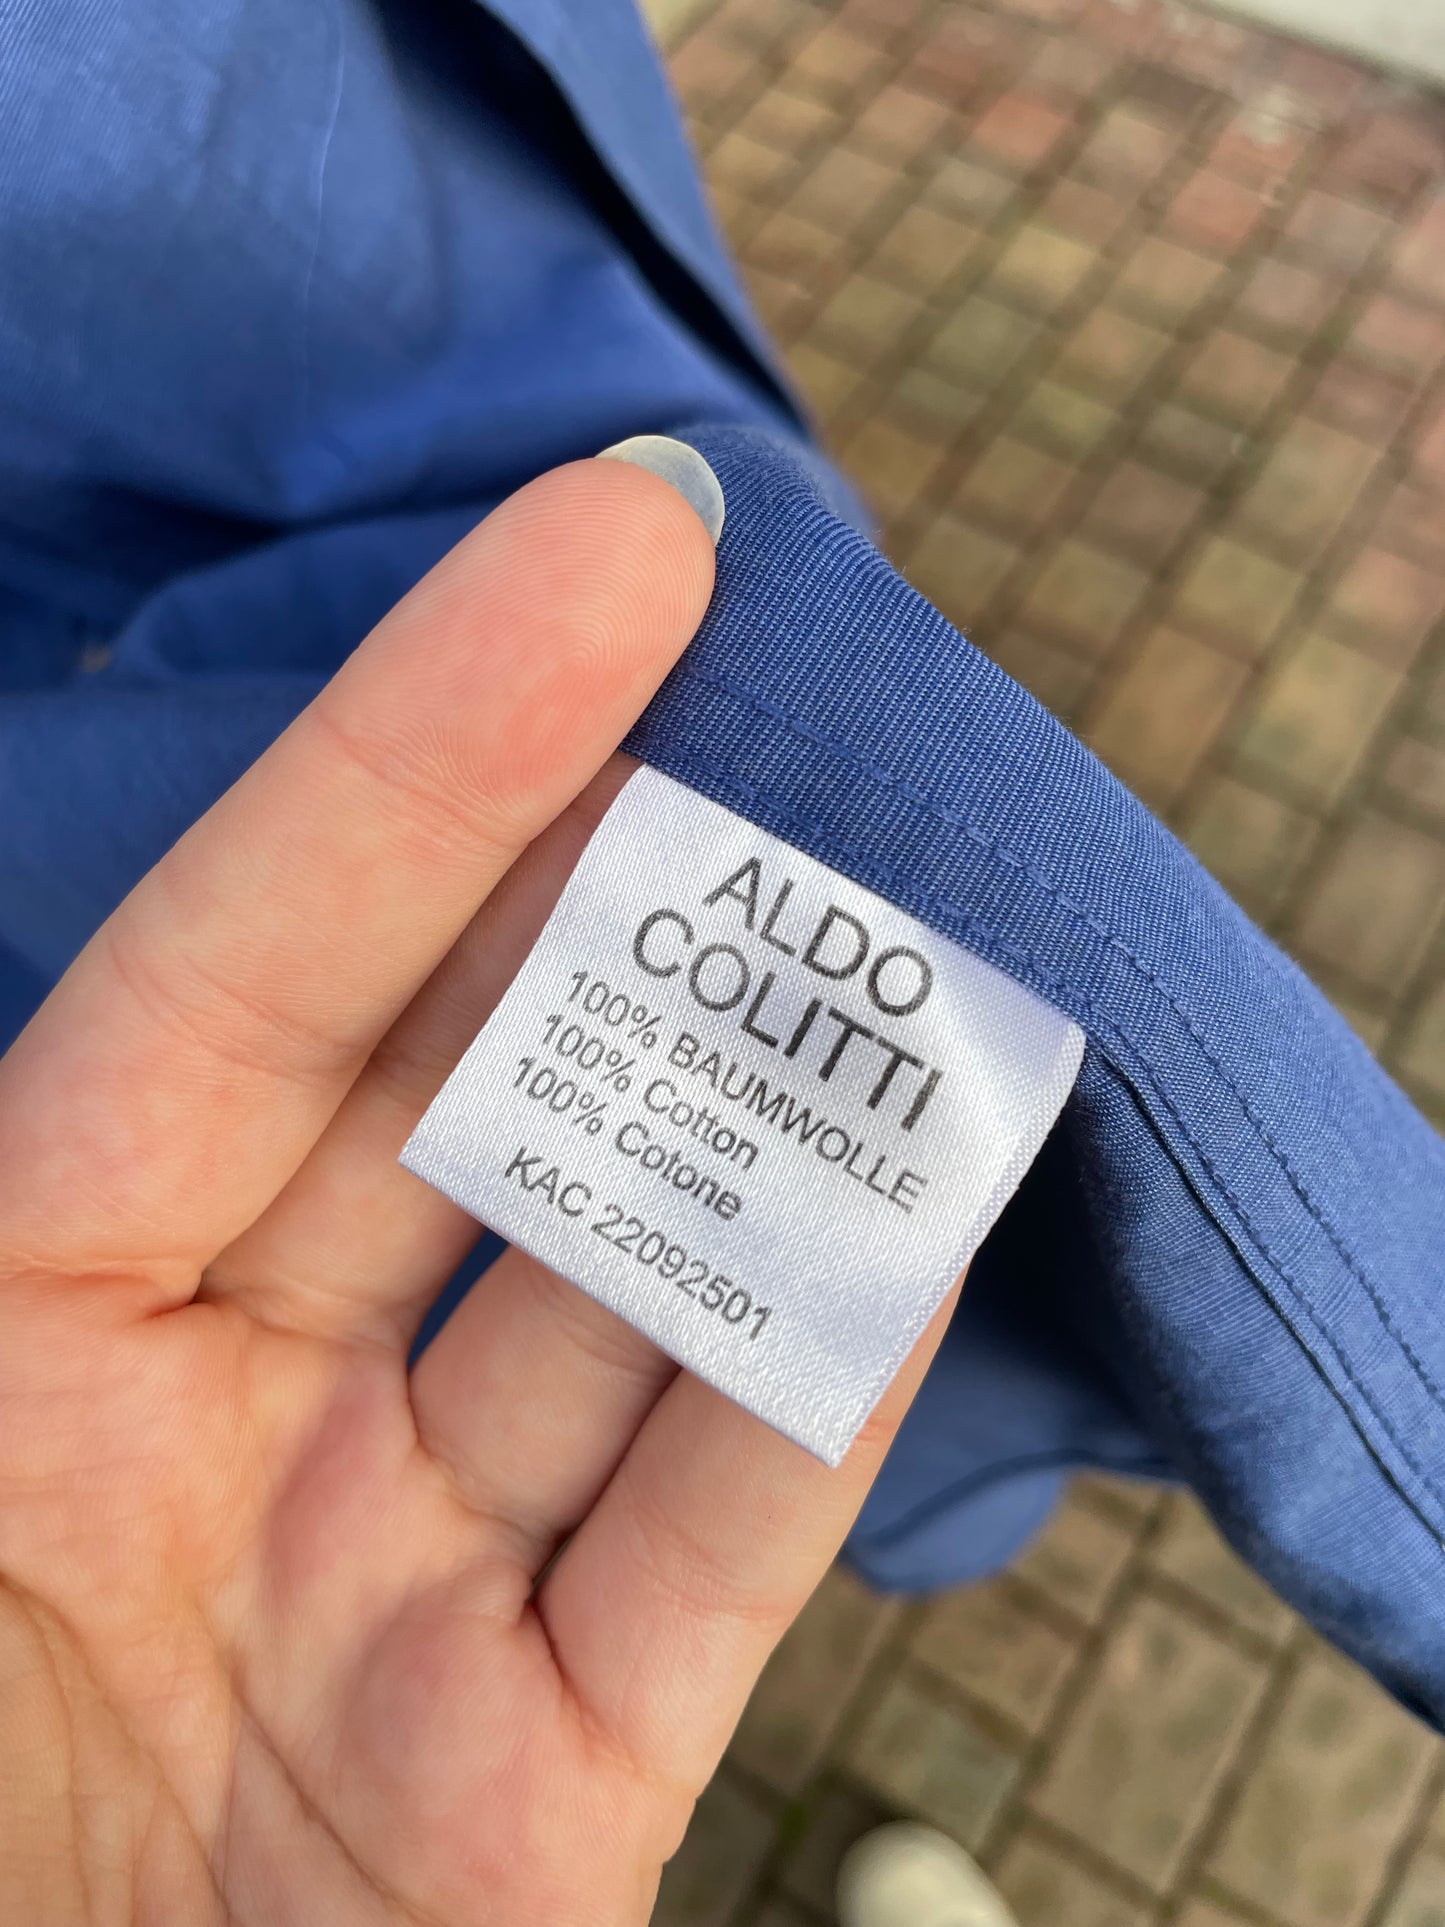 ALDO
COLITTI
100% BAUMWOLLE
100% Cotton
100% Cotone
KAC 22092501